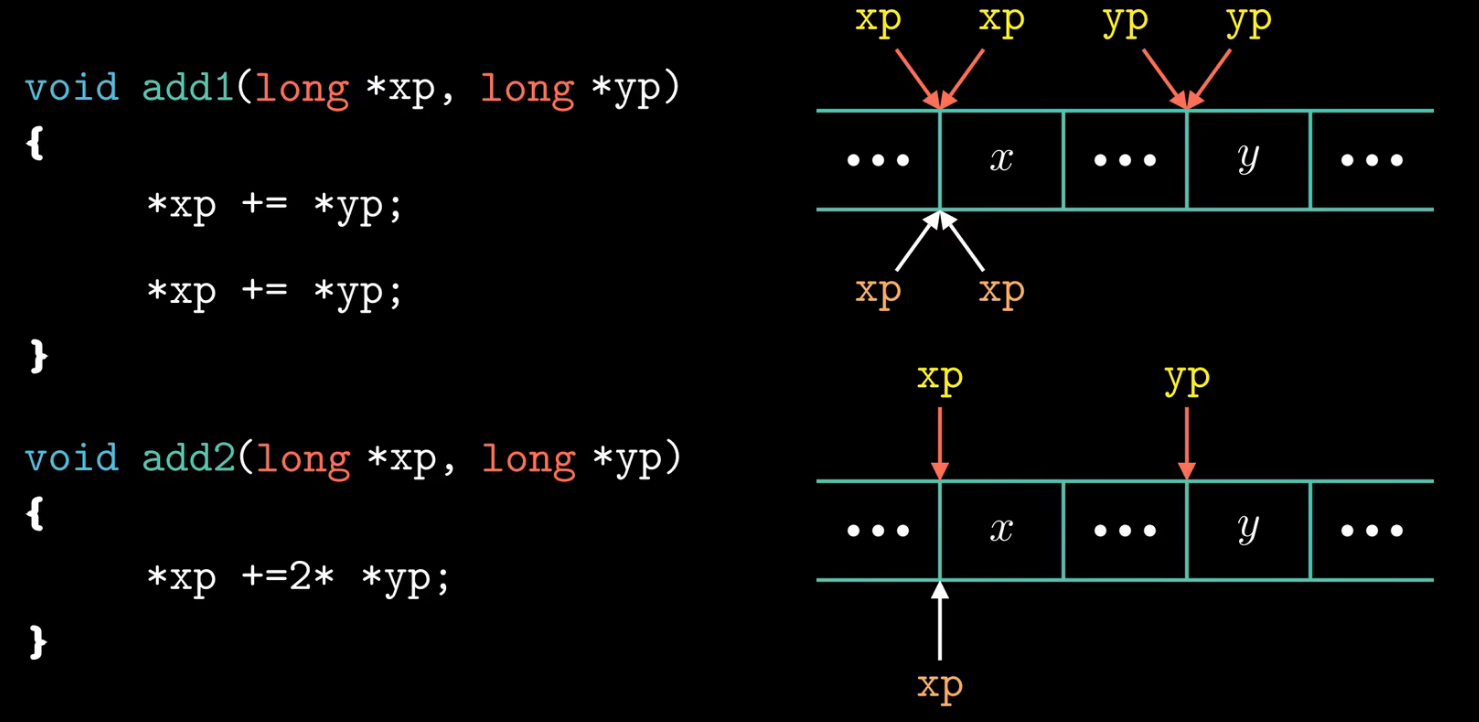 void add1(long *xp, long *yp)
{
*xp += *yp;
*xp += *yp;
}
void add2(long *xp, long *yp)
{
*xp +=2* *yp;
}
xp xp yp yp
... x ... y ...
xp xp
xp yp
... x ... y ...
xp